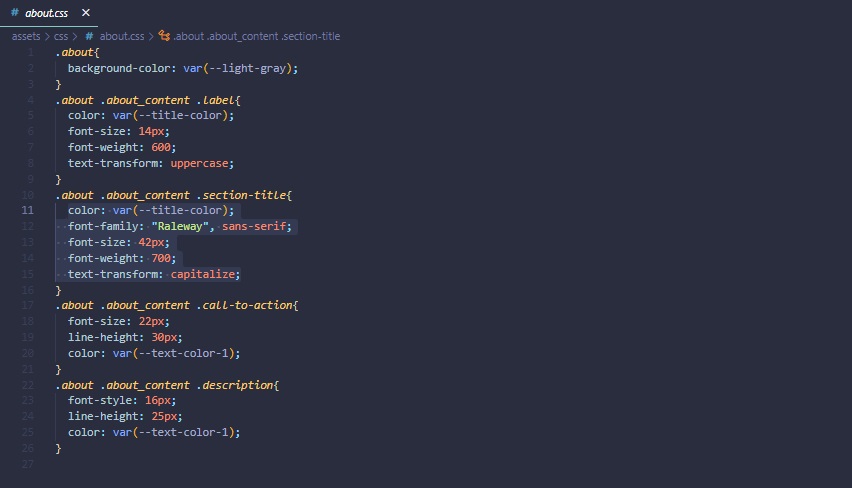 # about.css ×
assets > css > # about.css > .about .about_content .section-title
1 .about{
2 background-color: var(--light-gray);
3 }
4 .about .about_content .label{
5 color: var(--title-color);
6 font-size: 14px;
7 font-weight: 600;
8 text-transform: uppercase;
9 }
10 .about .about_content .section-title{
11 color: var(--title-color);
12 font-family: "Raleway", sans-serif;
13 font-size: 42px;
14 font-weight: 700;
15 text-transform: capitalize;
16 }
17 .about .about_content .call-to-action{
18 font-size: 22px;
19 line-height: 30px;
20 color: var(--text-color-1);
21 }
22 .about .about_content .description{
23 font-style: 16px;
24 line-height: 25px;
25 color: var(--text-color-1);
26 }
27